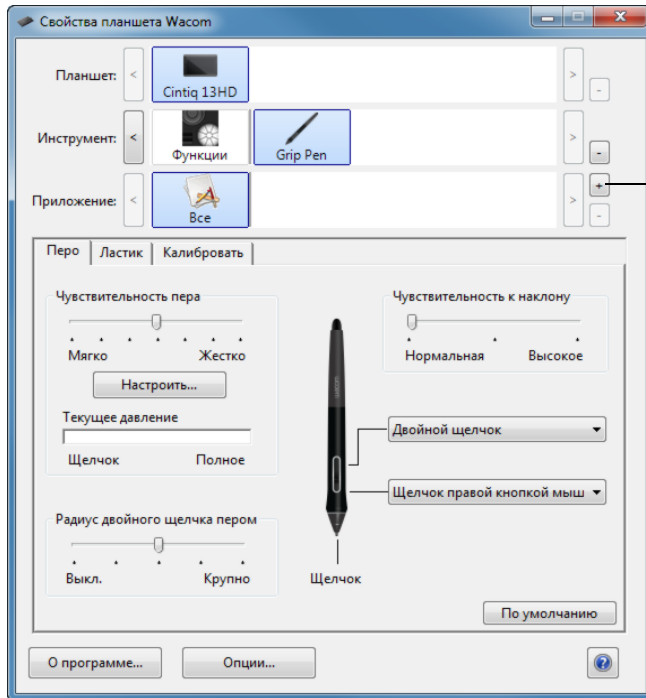 Свойства планшета Wacom
Планшет:
<
Cintiq 13HD
>
-
Инструмент:
<
Функции
Grip Pen
>
-
Приложение:
<
Все
>
+
-
Перо
Ластик
Калибровать
Чувствительность пера
Мягко Жестко
Настроить...
Текущее давление
Щелчок Полное
Радиус двойного щелчка пером
Выкл. Крупно
Чувствительность к наклону
Нормальная Высокое
Двойной щелчок
Щелчок правой кнопкой мыш
Щелчок
По умолчанию
О программе...
Опции...
?